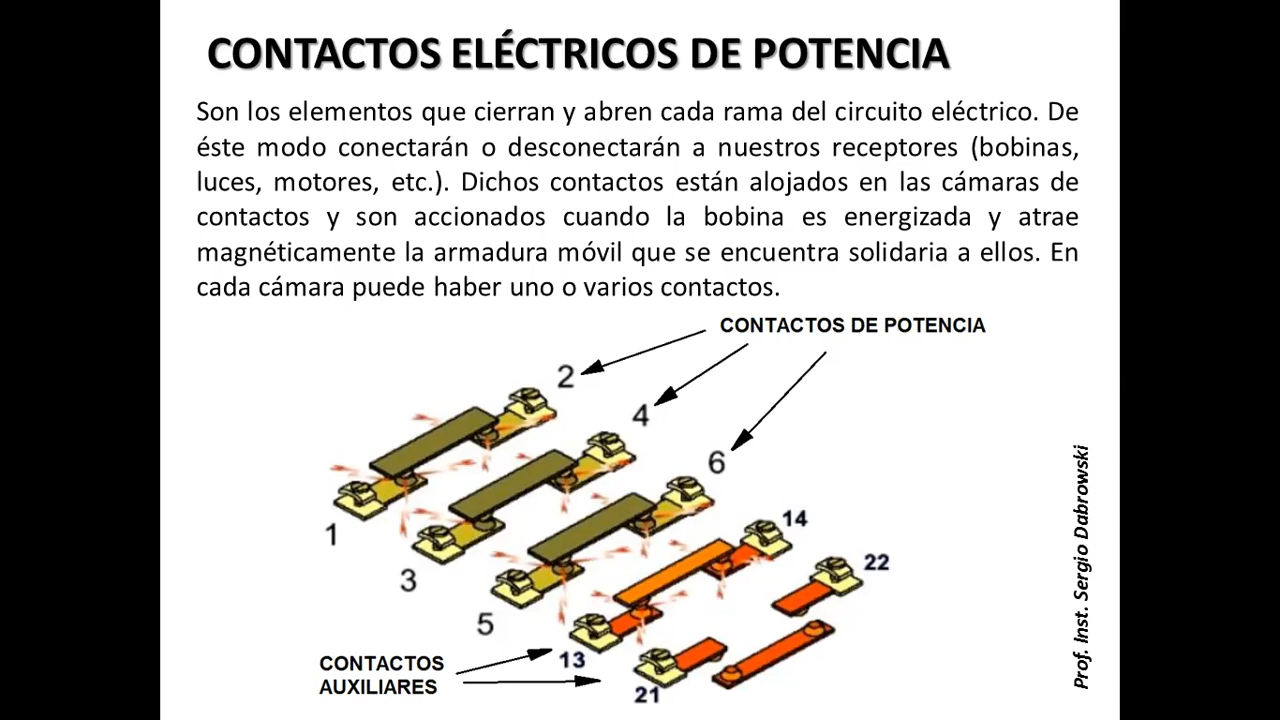 CONTACTOS ELÉCTRICOS DE POTENCIA
Son los elementos que cierran y abren cada rama del circuito eléctrico. De
éste modo conectarán o desconectarán a nuestros receptores (bobinas,
luces, motores, etc.). Dichos contactos están alojados en las cámaras de
contactos y son accionados cuando la bobina es energizada y atrae
magnéticamente la armadura móvil que se encuentra solidaria a ellos. En
cada cámara puede haber uno o varios contactos.
CONTACTOS DE POTENCIA
2
4
6
14
22
1
3
5
13
21
CONTACTOS
AUXILIARES
Prof. Inst. Sergio Dabrowski